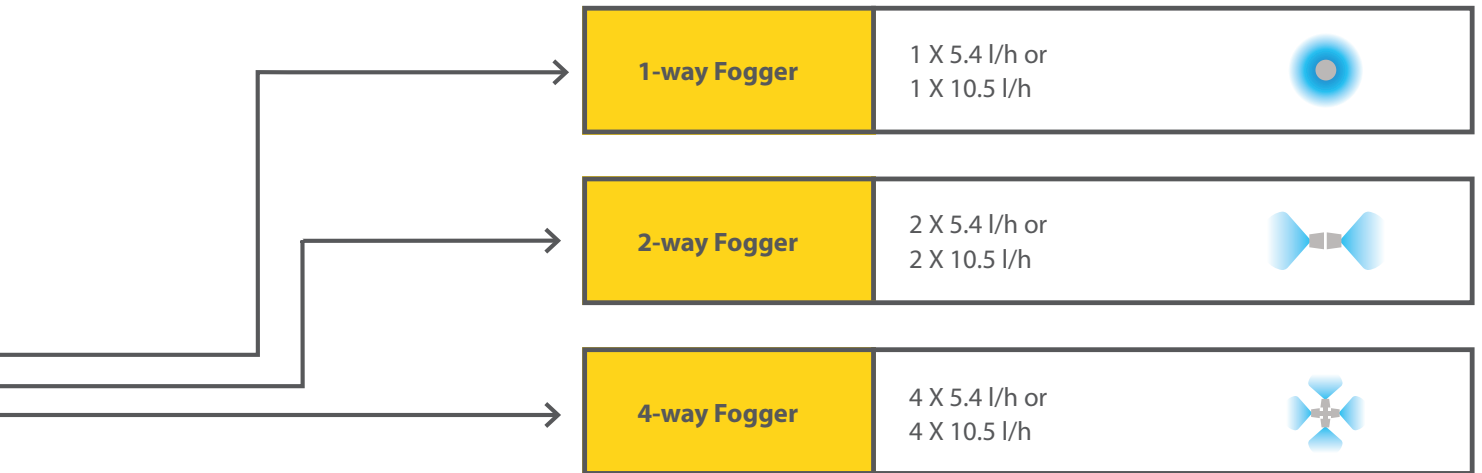 1-way Fogger
1 X 5.4 l/h or
1 X 10.5 l/h
2-way Fogger
2 X 5.4 l/h or
2 X 10.5 l/h
4-way Fogger
4 X 5.4 l/h or
4 X 10.5 l/h